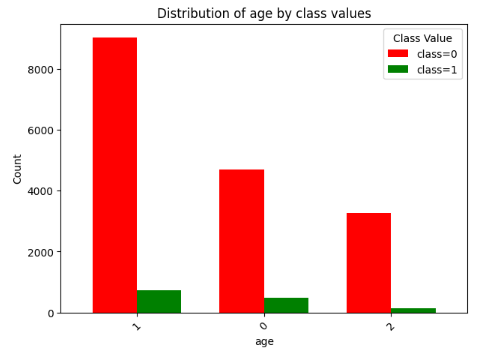 Distribution of age by class values
Class Value
class=0
class=1
8000
6000
4000
2000
0
Count
1
0
2
age